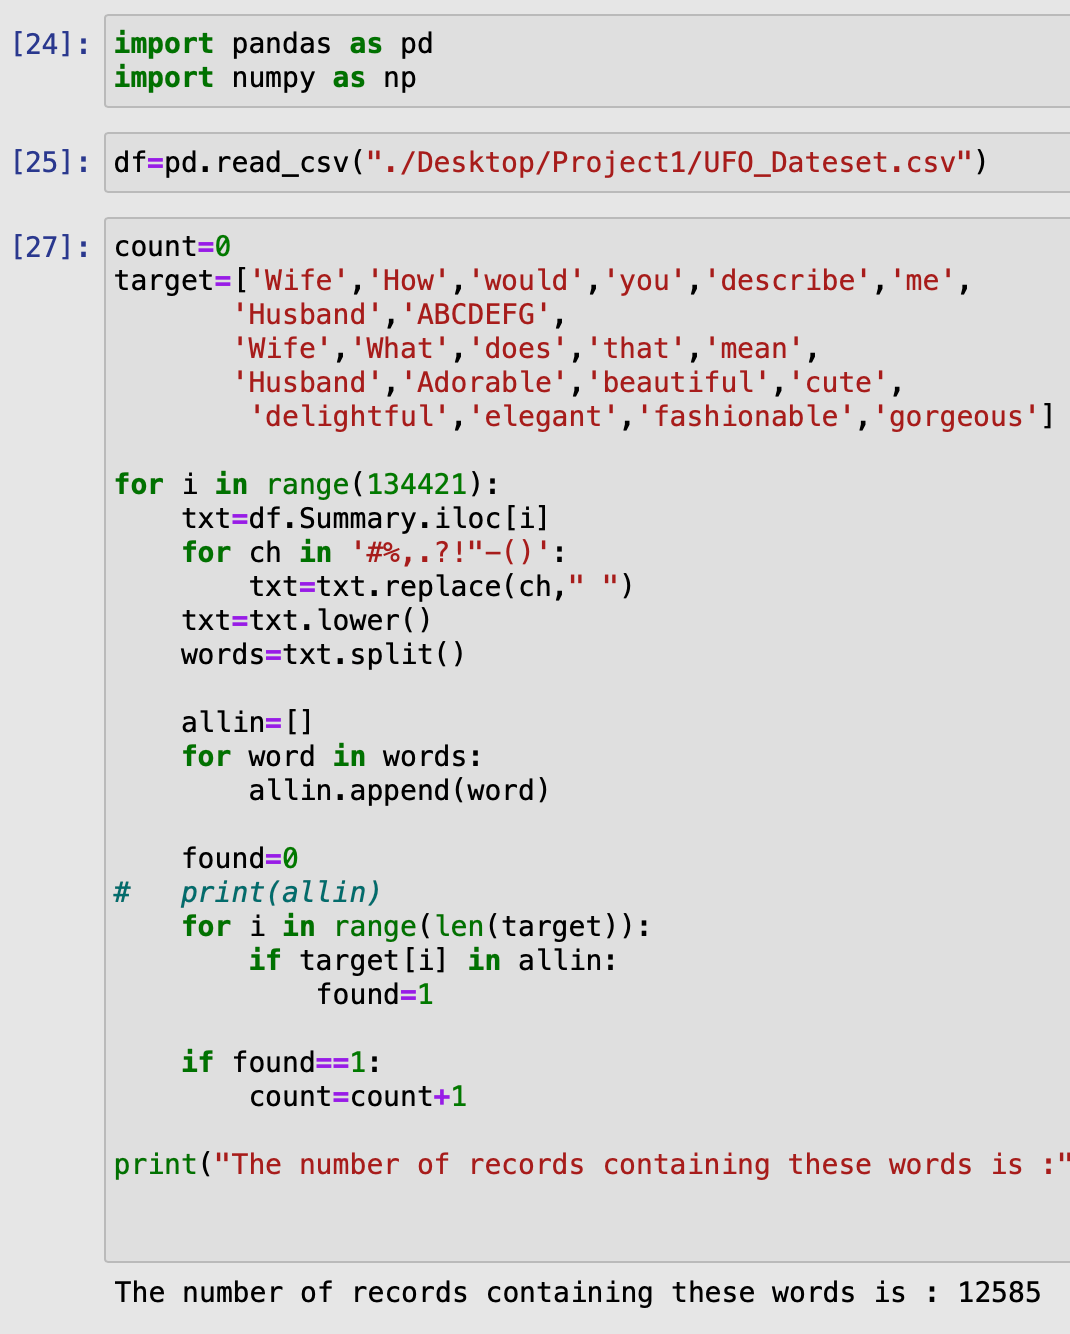 [24]: import pandas as pd
import numpy as np
[25]: df=pd.read_csv("./Desktop/Project1/UFO_Dateset.csv")
[27]: count=0
target=['Wife','How','would','you','describe','me',
'Husband','ABCDEFG',
'Wife','What','does','that','mean',
'Husband','Adorable','beautiful','cute',
'delightful','elegant','fashionable','gorgeous']
for i in range(134421):
txt=df.Summary.iloc[i]
for ch in '#%,.?!"—()':
txt=txt.replace(ch," ")
txt=txt.lower()
words=txt.split()
allin=[]
for word in words:
allin.append(word)
found=0
#   print(allin)
for i in range(len(target)):
if target[i] in allin:
found=1
if found==1:
count=count+1
print("The number of records containing these words is :"
The number of records containing these words is : 12585